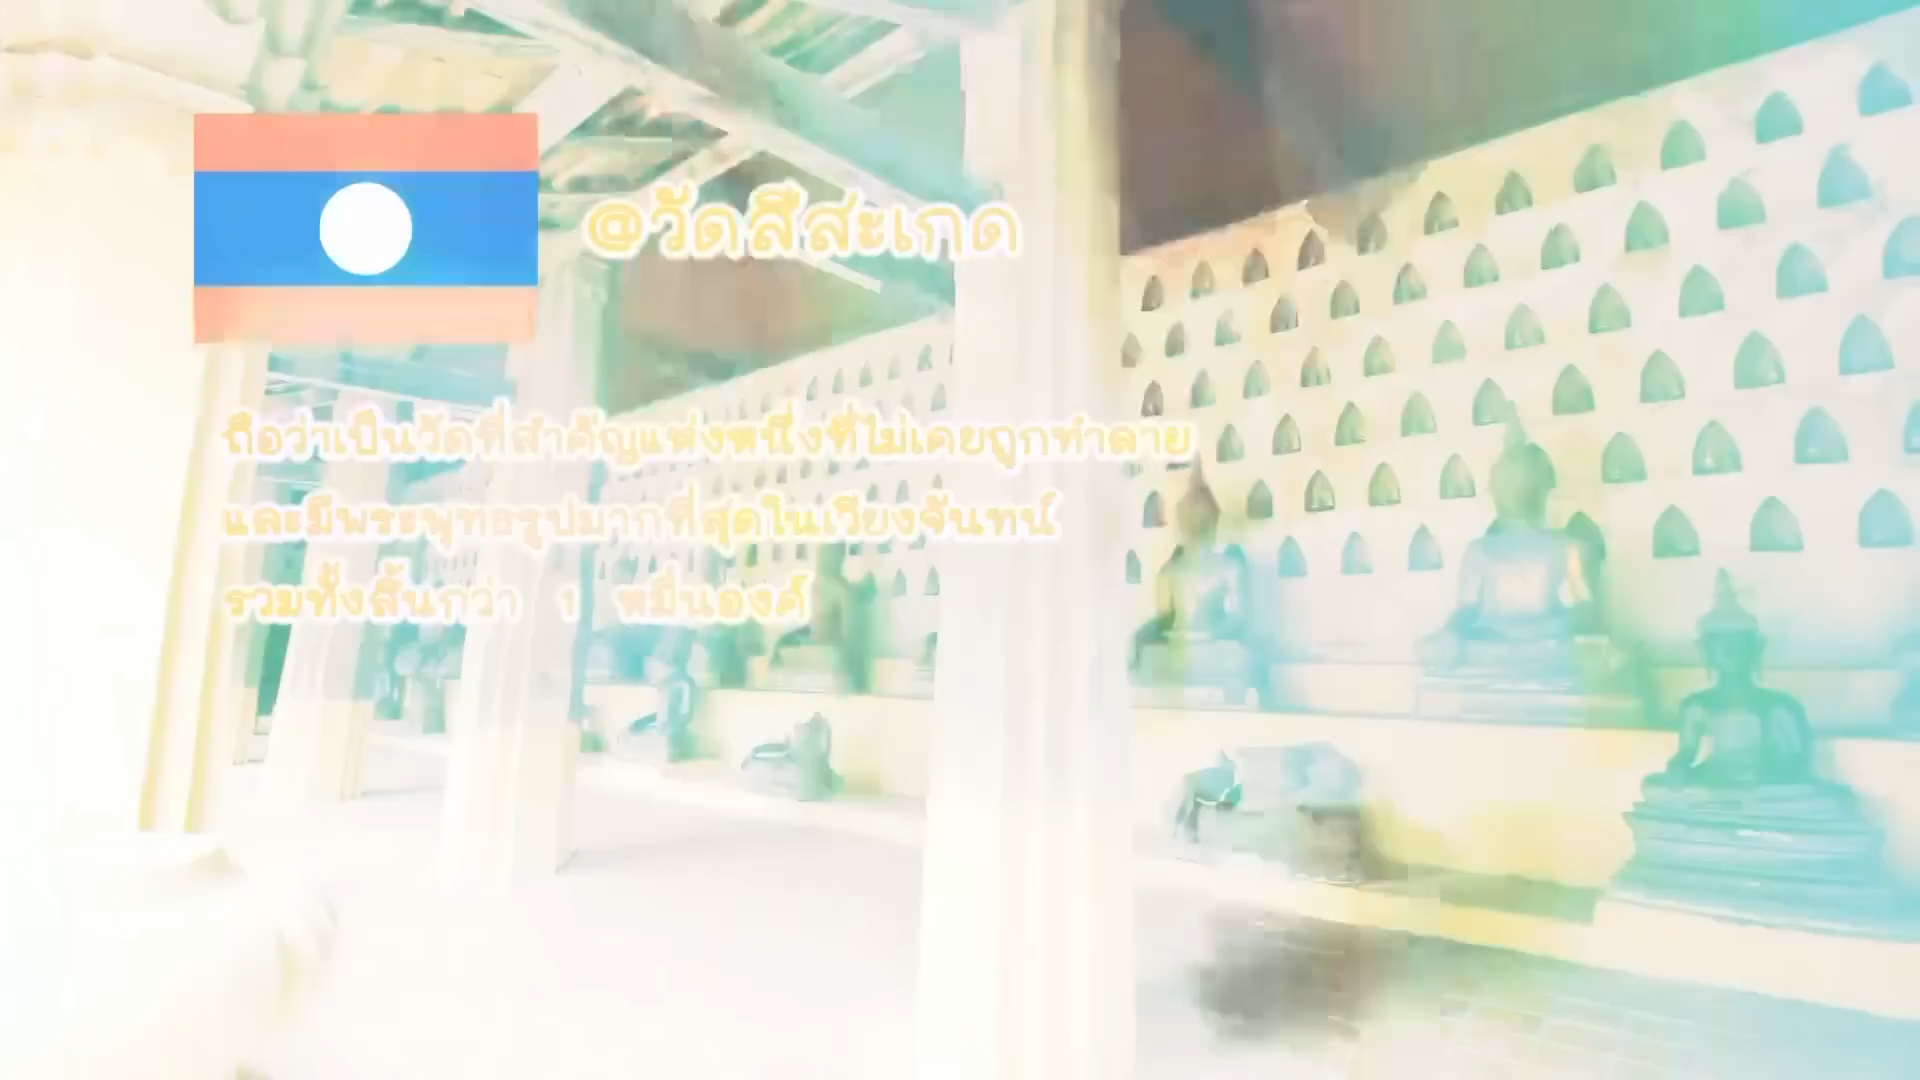 @วัดสีสะเกด
ถือว่าเป็นวัดที่สำคัญแห่งหนึ่งที่ไม่เคยถูกทำลาย
และมีพระพุทธรูปมากที่สุดในเวียงจันทน์
รวมทั้งสิ้นกว่า 1 หมื่นองค์